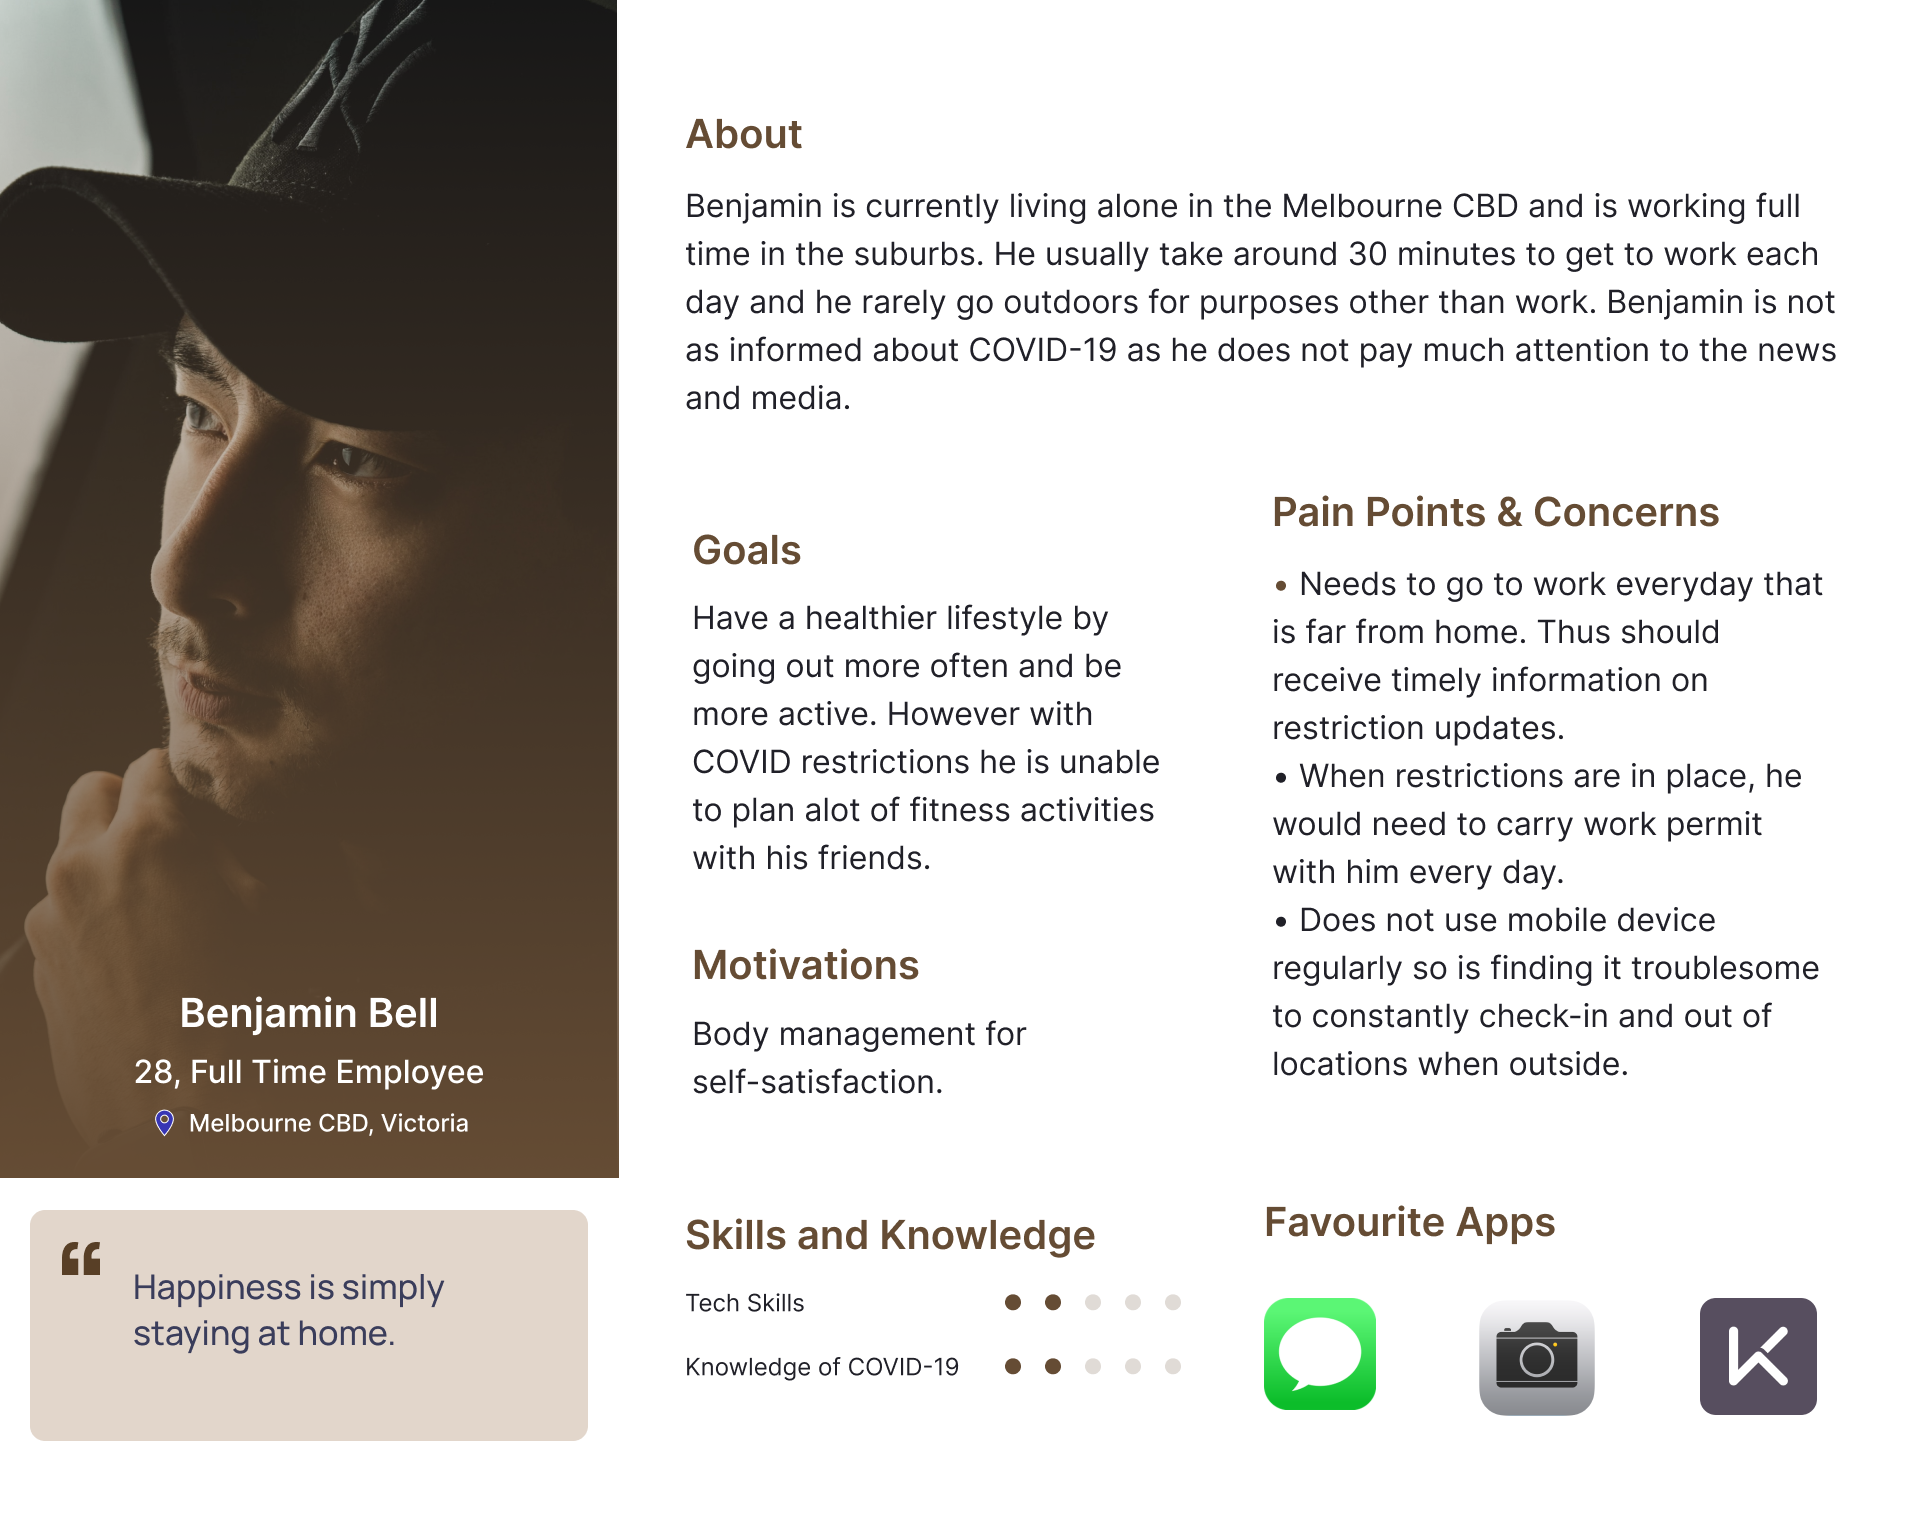 About
Benjamin is currently living alone in the Melbourne CBD and is working full
time in the suburbs. He usually take around 30 minutes to get to work each
day and he rarely go outdoors for purposes other than work. Benjamin is not
as informed about COVID-19 as he does not pay much attention to the news
and media.
Goals
Have a healthier lifestyle by
going out more often and be
more active. However with
COVID restrictions he is unable
to plan alot of fitness activities
with his friends.
Motivations
Body management for
self-satisfaction.
Pain Points & Concerns
• Needs to go to work everyday that
is far from home. Thus should
receive timely information on
restriction updates.
• When restrictions are in place, he
would need to carry work permit
with him every day.
• Does not use mobile device
regularly so is finding it troublesome
to constantly check-in and out of
locations when outside.
Benjamin Bell
28, Full Time Employee
Melbourne CBD, Victoria
“
Happiness is simply
staying at home.
Skills and Knowledge
Tech Skills
Knowledge of COVID-19
Favourite Apps
K